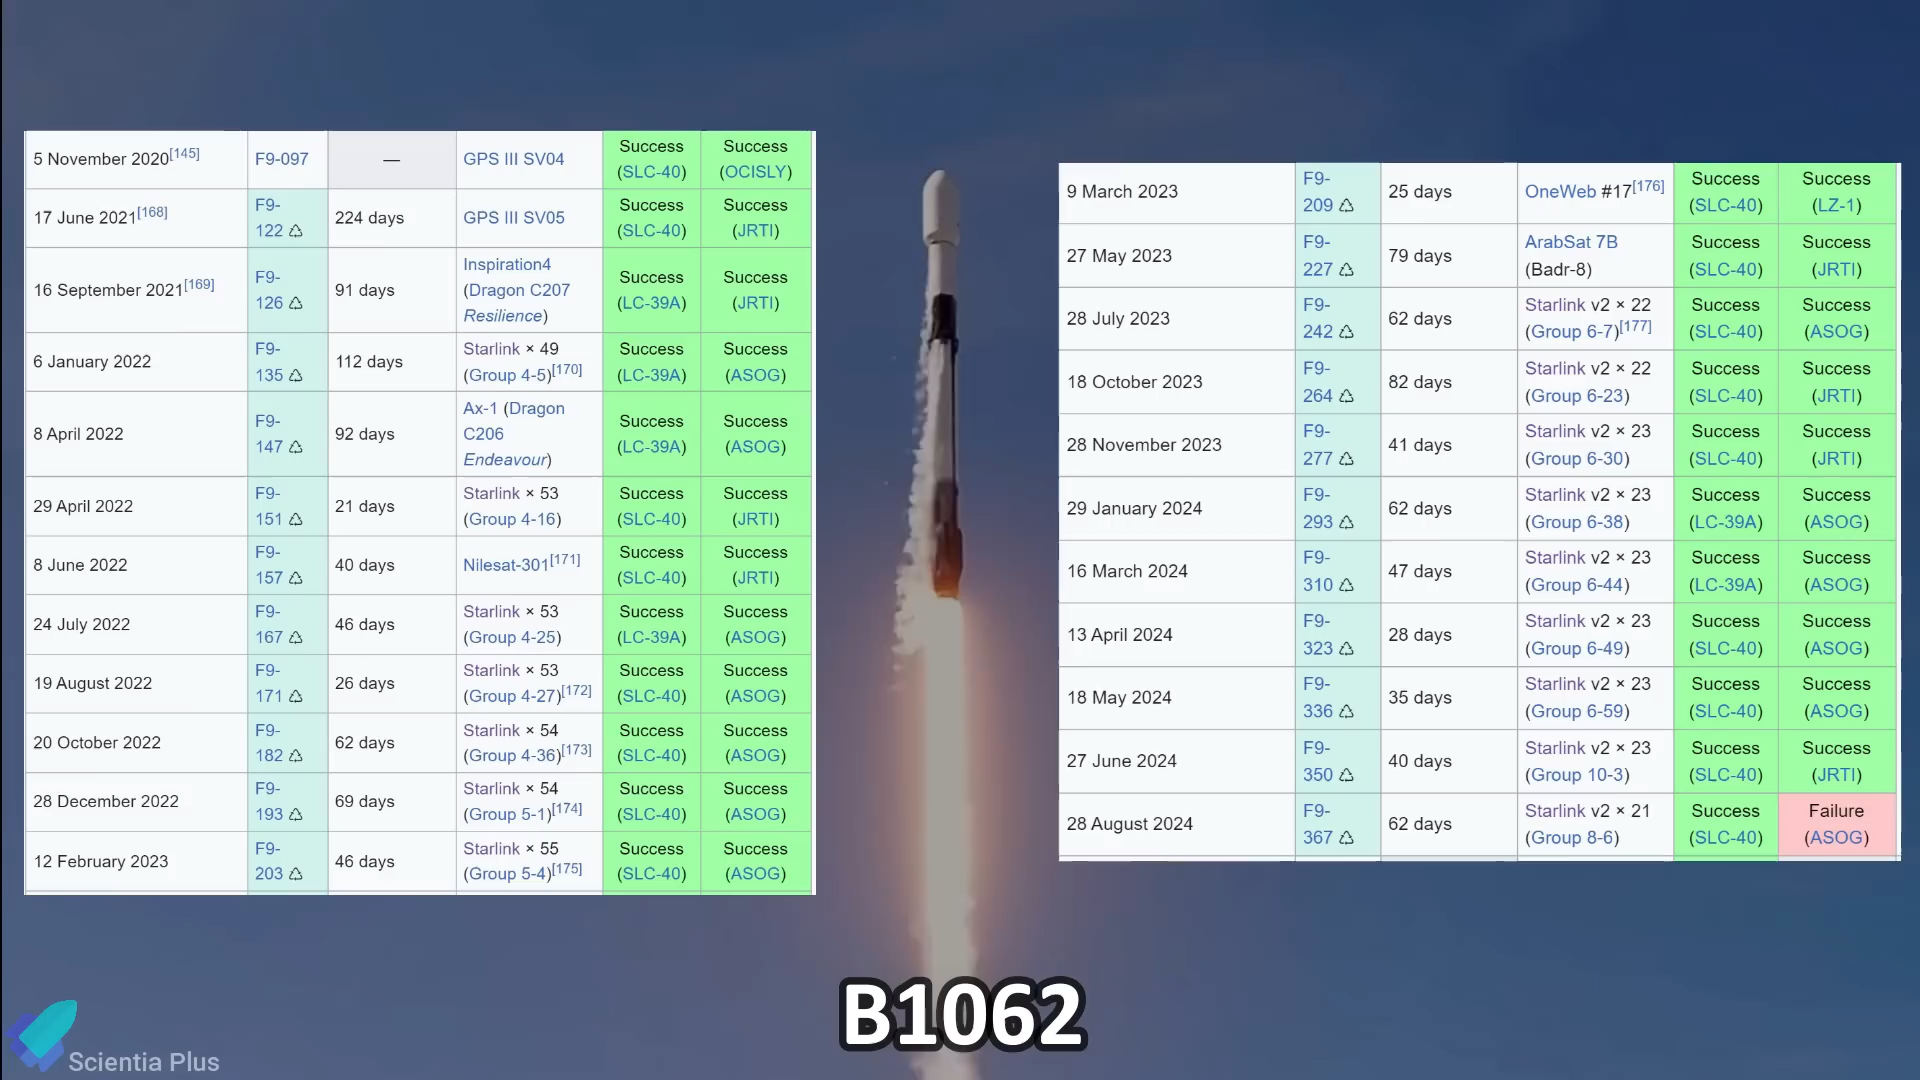 5 November 2020[145] F9-097 — GPS III SV04 Success (SLC-40) Success (OCISLY)
17 June 2021[168] F9-122 ♺ 224 days GPS III SV05 Success (SLC-40) Success (JRTI)
16 September 2021[169] F9-126 ♺ 91 days Inspiration4 (Dragon C207 Resilience) Success (LC-39A) Success (JRTI)
6 January 2022 F9-135 ♺ 112 days Starlink × 49 (Group 4-5)[170] Success (LC-39A) Success (ASOG)
8 April 2022 F9-147 ♺ 92 days Ax-1 (Dragon C206 Endeavour) Success (LC-39A) Success (ASOG)
29 April 2022 F9-151 ♺ 21 days Starlink × 53 (Group 4-16) Success (SLC-40) Success (JRTI)
8 June 2022 F9-157 ♺ 40 days Nilesat-301[171] Success (SLC-40) Success (JRTI)
24 July 2022 F9-167 ♺ 46 days Starlink × 53 (Group 4-25) Success (LC-39A) Success (ASOG)
19 August 2022 F9-171 ♺ 26 days Starlink × 53 (Group 4-27)[172] Success (SLC-40) Success (ASOG)
20 October 2022 F9-182 ♺ 62 days Starlink × 54 (Group 4-36)[173] Success (SLC-40) Success (ASOG)
28 December 2022 F9-193 ♺ 69 days Starlink × 54 (Group 5-1)[174] Success (SLC-40) Success (ASOG)
12 February 2023 F9-203 ♺ 46 days Starlink × 55 (Group 5-4)[175] Success (SLC-40) Success (ASOG)
9 March 2023 F9-209 ♺ 25 days OneWeb #17[176] Success (SLC-40) Success (LZ-1)
27 May 2023 F9-227 ♺ 79 days ArabSat 7B (Badr-8) Success (SLC-40) Success (JRTI)
28 July 2023 F9-242 ♺ 62 days Starlink v2 × 22 (Group 6-7)[177] Success (SLC-40) Success (ASOG)
18 October 2023 F9-264 ♺ 82 days Starlink v2 × 22 (Group 6-23) Success (SLC-40) Success (JRTI)
28 November 2023 F9-277 ♺ 41 days Starlink v2 × 23 (Group 6-30) Success (SLC-40) Success (JRTI)
29 January 2024 F9-293 ♺ 62 days Starlink v2 × 23 (Group 6-38) Success (LC-39A) Success (ASOG)
16 March 2024 F9-310 ♺ 47 days Starlink v2 × 23 (Group 6-44) Success (LC-39A) Success (ASOG)
13 April 2024 F9-323 ♺ 28 days Starlink v2 × 23 (Group 6-49) Success (SLC-40) Success (ASOG)
18 May 2024 F9-336 ♺ 35 days Starlink v2 × 23 (Group 6-59) Success (SLC-40) Success (ASOG)
27 June 2024 F9-350 ♺ 40 days Starlink v2 × 23 (Group 10-3) Success (SLC-40) Success (JRTI)
28 August 2024 F9-367 ♺ 62 days Starlink v2 × 21 (Group 8-6) Success (SLC-40) Failure (ASOG)
B1062
Scientia Plus